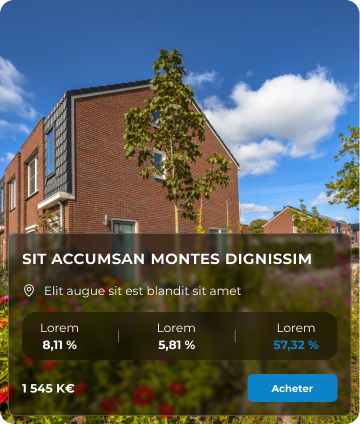 SIT ACCUMSAN MONTES DIGNISSIM
Elit augue sit est blandit sit amet
Lorem Lorem Lorem
8,11 % 5,81 % 57,32 %
1 545 K€ Acheter